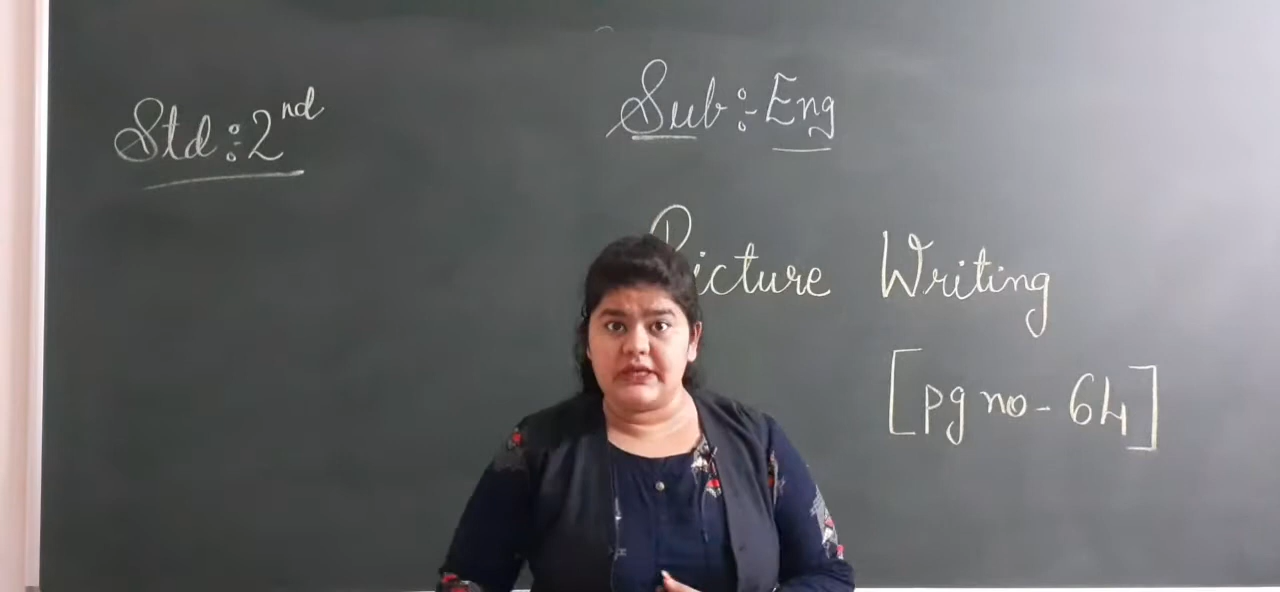 Std :- 2nd
Sub :- Eng
Picture Writing
[pg no - 64]